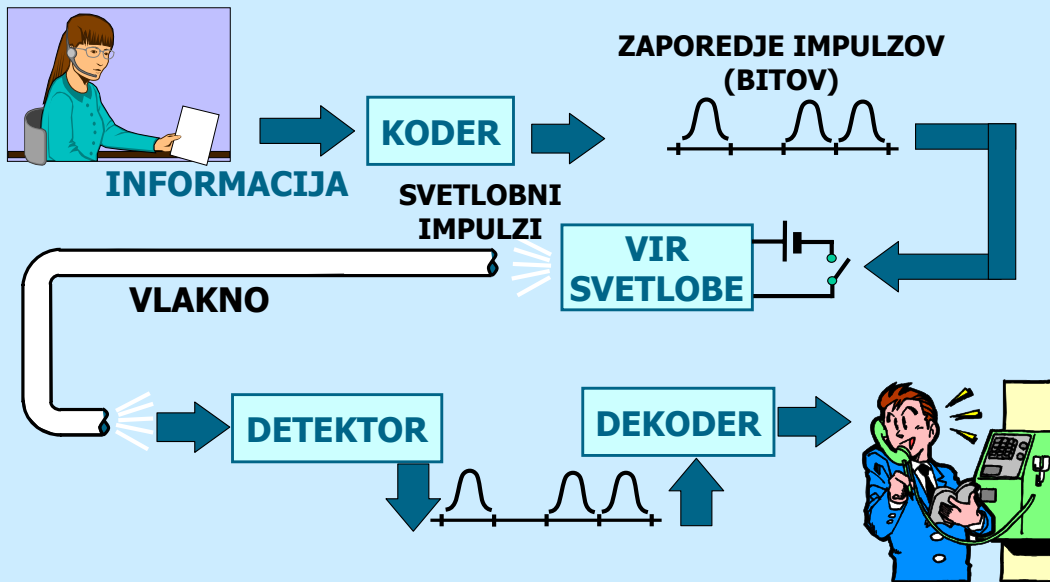 ZAPOREDJE IMPULZOV
(BITOV)
KODER
INFORMACIJA
SVETLOBNI
IMPULZI
VIR
SVETLOBE
VLAKNO
DETEKTOR
DEKODER